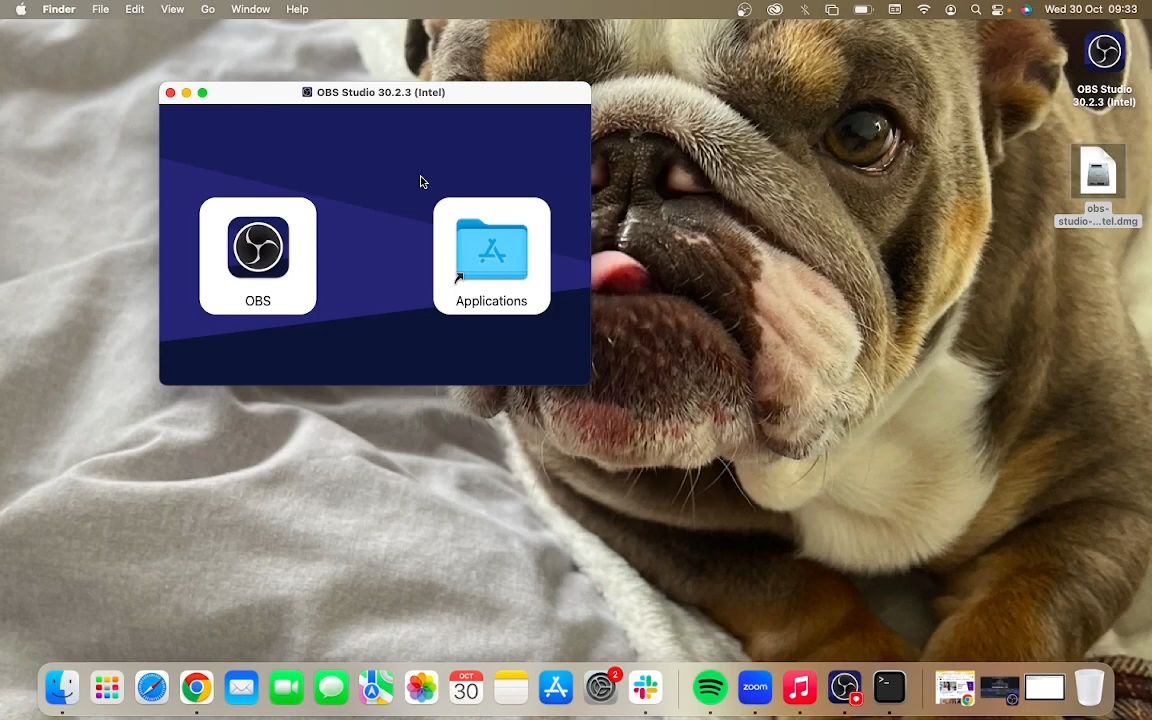 Finder File Edit View Go Window Help
Wed 30 Oct 09:33
OBS Studio 30.2.3 (Intel)
OBS
Applications
OBS Studio
30.2.3 (Intel)
obs-
studio-...tel.dmg
OCT
30
2
zoom
>_